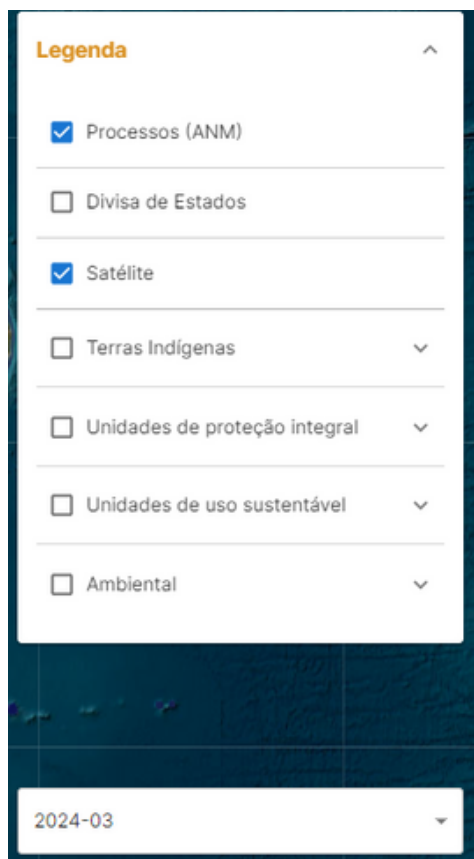 Legenda
Processos (ANM)
Divisa de Estados
Satélite
Terras Indígenas
Unidades de proteção integral
Unidades de uso sustentável
Ambiental
2024-03